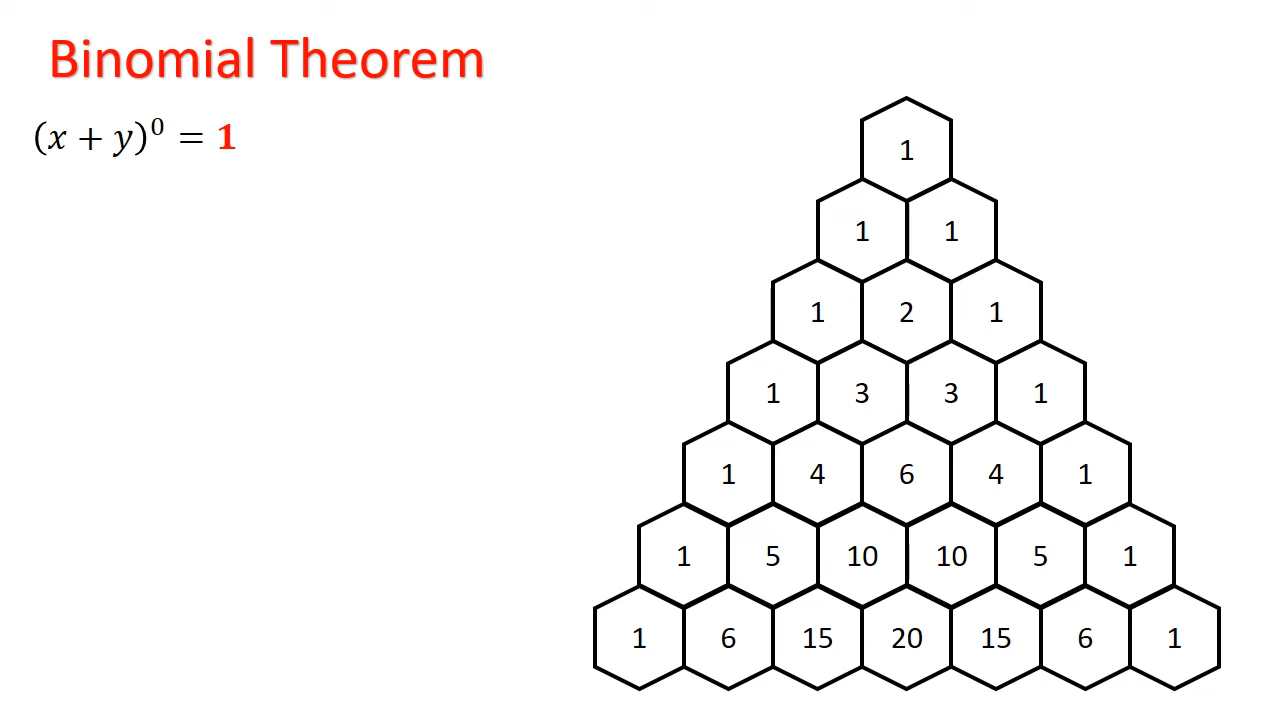 Binomial Theorem
(x + y)⁰ = 1
1
1 1
1 2 1
1 3 3 1
1 4 6 4 1
1 5 10 10 5 1
1 6 15 20 15 6 1